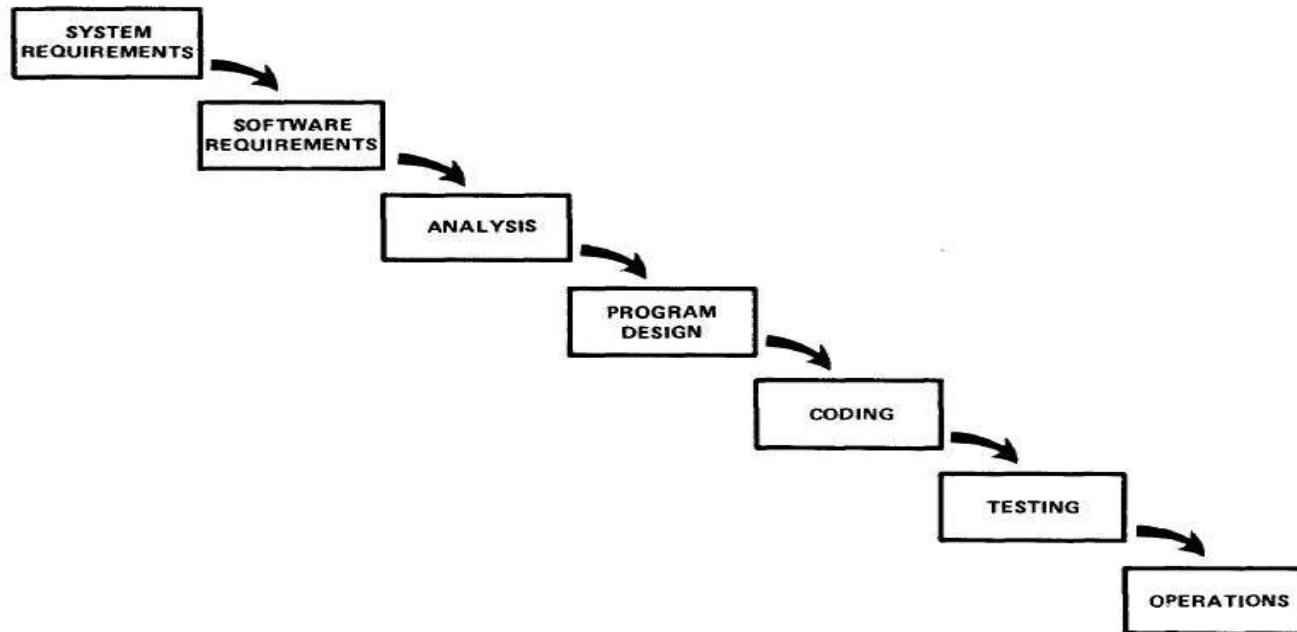 SYSTEM
REQUIREMENTS
SOFTWARE
REQUIREMENTS
ANALYSIS
PROGRAM
DESIGN
CODING
TESTING
OPERATIONS